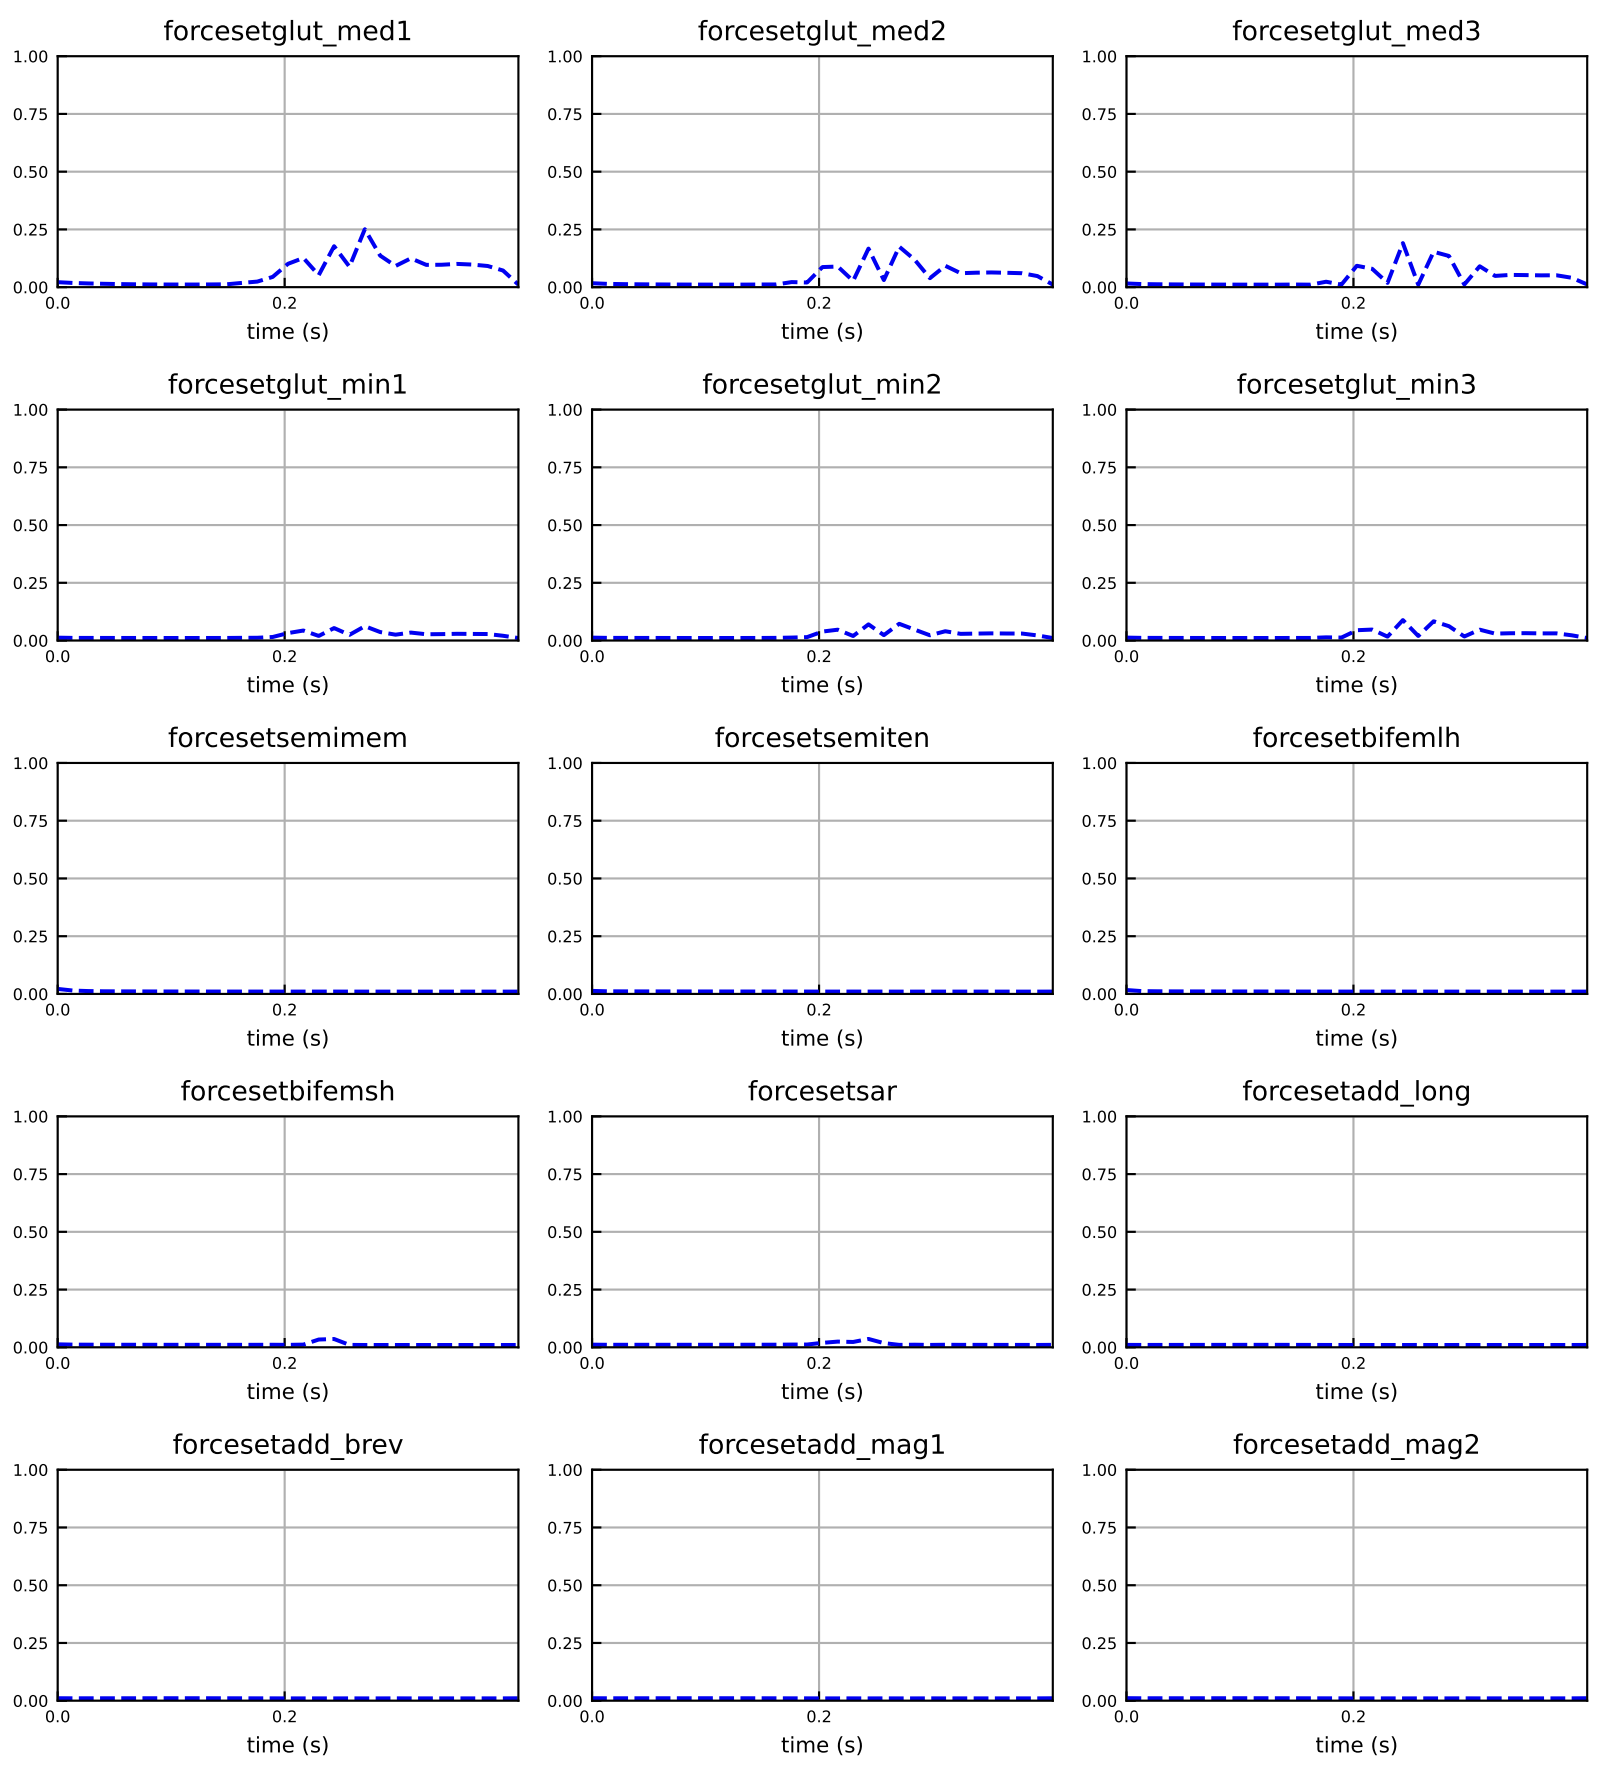 forcesetglut_med1 forcesetglut_med2 forcesetglut_med3
1.00 1.00 1.00
0.75 0.75 0.75
0.50 0.50 0.50
0.25 0.25 0.25
0.00 0.00 0.00
0.0 0.2 0.0 0.2 0.0 0.2
time (s) time (s) time (s)
forcesetglut_min1 forcesetglut_min2 forcesetglut_min3
1.00 1.00 1.00
0.75 0.75 0.75
0.50 0.50 0.50
0.25 0.25 0.25
0.00 0.00 0.00
0.0 0.2 0.0 0.2 0.0 0.2
time (s) time (s) time (s)
forcesetsemimem forcesetsemiten forcesetbifemlh
1.00 1.00 1.00
0.75 0.75 0.75
0.50 0.50 0.50
0.25 0.25 0.25
0.00 0.00 0.00
0.0 0.2 0.0 0.2 0.0 0.2
time (s) time (s) time (s)
forcesetbifemsh forcesetsar forcesetadd_long
1.00 1.00 1.00
0.75 0.75 0.75
0.50 0.50 0.50
0.25 0.25 0.25
0.00 0.00 0.00
0.0 0.2 0.0 0.2 0.0 0.2
time (s) time (s) time (s)
forcesetadd_brev forcesetadd_mag1 forcesetadd_mag2
1.00 1.00 1.00
0.75 0.75 0.75
0.50 0.50 0.50
0.25 0.25 0.25
0.00 0.00 0.00
0.0 0.2 0.0 0.2 0.0 0.2
time (s) time (s) time (s)